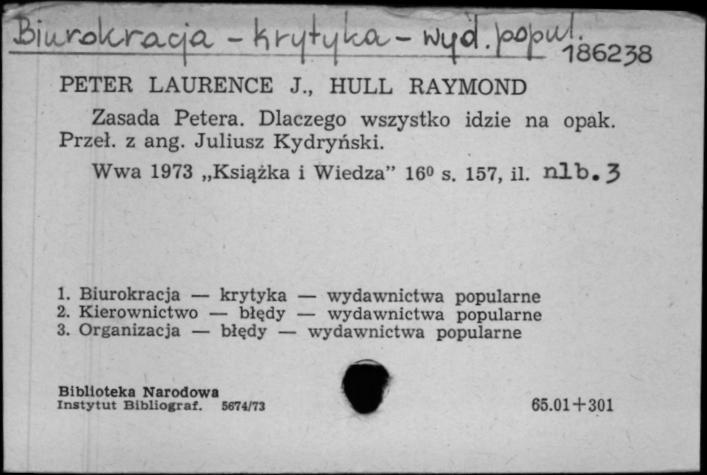 Biurokracja – krytyka – wyd. popul.
186238
PETER LAURENCE J., HULL RAYMOND
Zasada Petera. Dlaczego wszystko idzie na opak.
Przeł. z ang. Juliusz Kydryński.
Wwa 1973 „Książka i Wiedza” 16⁰ s. 157, il. nlb. 3
1. Biurokracja — krytyka — wydawnictwa popularne
2. Kierownictwo — błędy — wydawnictwa popularne
3. Organizacja — błędy — wydawnictwa popularne
Biblioteka Narodowa
Instytut Bibliograf. 5674/73
65.01+301